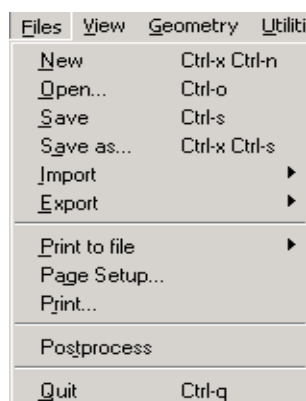 Files View Geometry Utiliti
New Ctrl-x Ctrl-n
Open... Ctrl-o
Save Ctrl-s
Save as... Ctrl-x Ctrl-s
Import
Export
Print to file
Page Setup...
Print...
Postprocess
Quit Ctrl-q